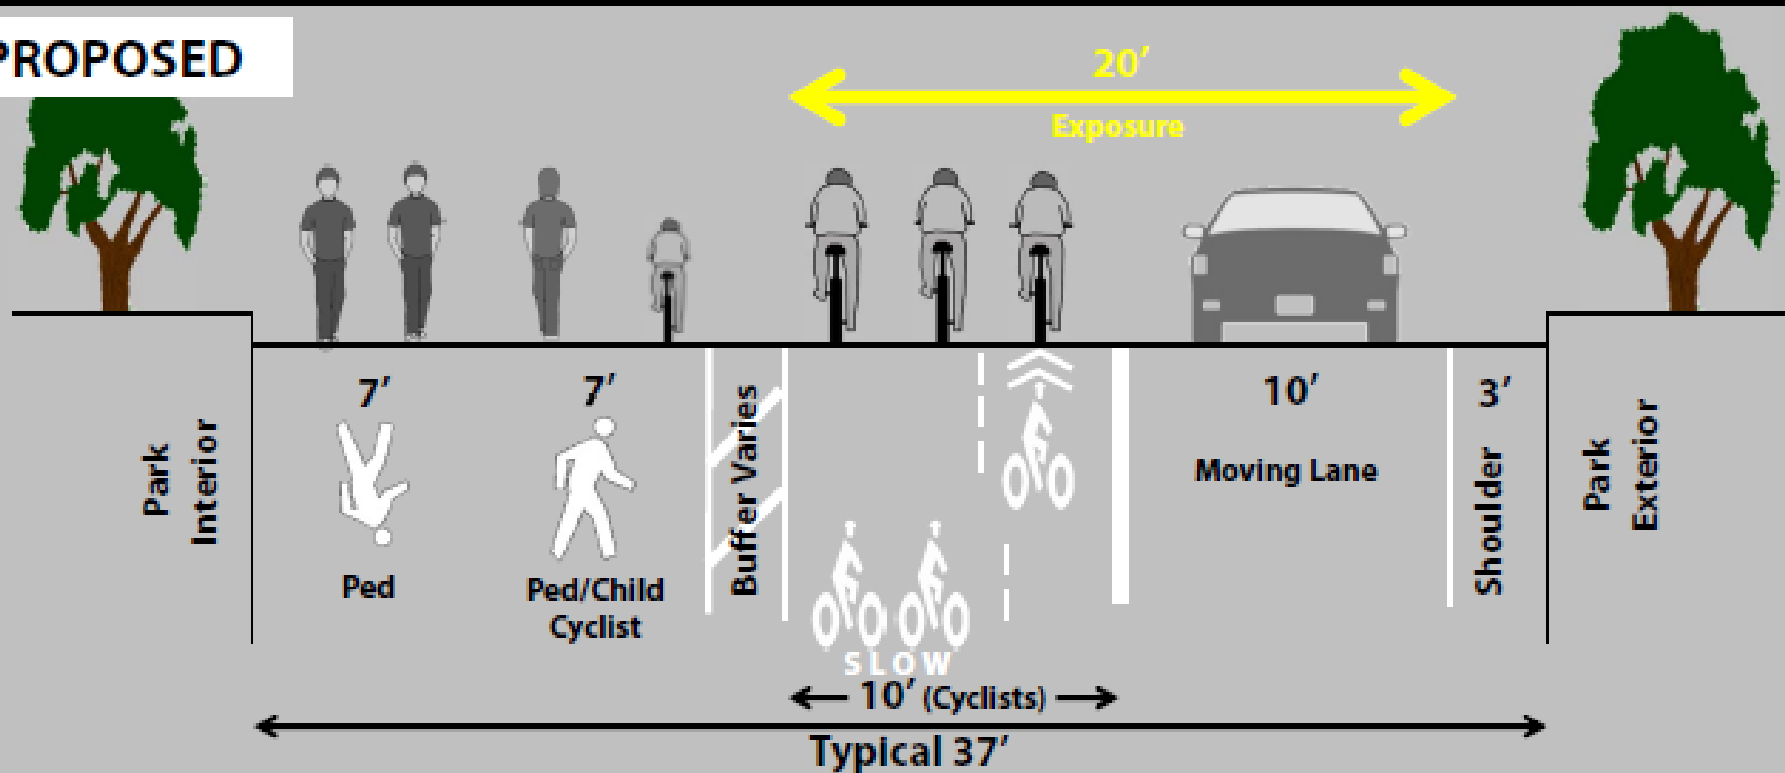 PROPOSED
20′
Exposure
7′
7′
10′
3′
Park
Interior
Buffer Varies
Moving Lane
Shoulder
Park
Exterior
Ped
Ped/Child
Cyclist
SLOW
10′ (Cyclists)
Typical 37′